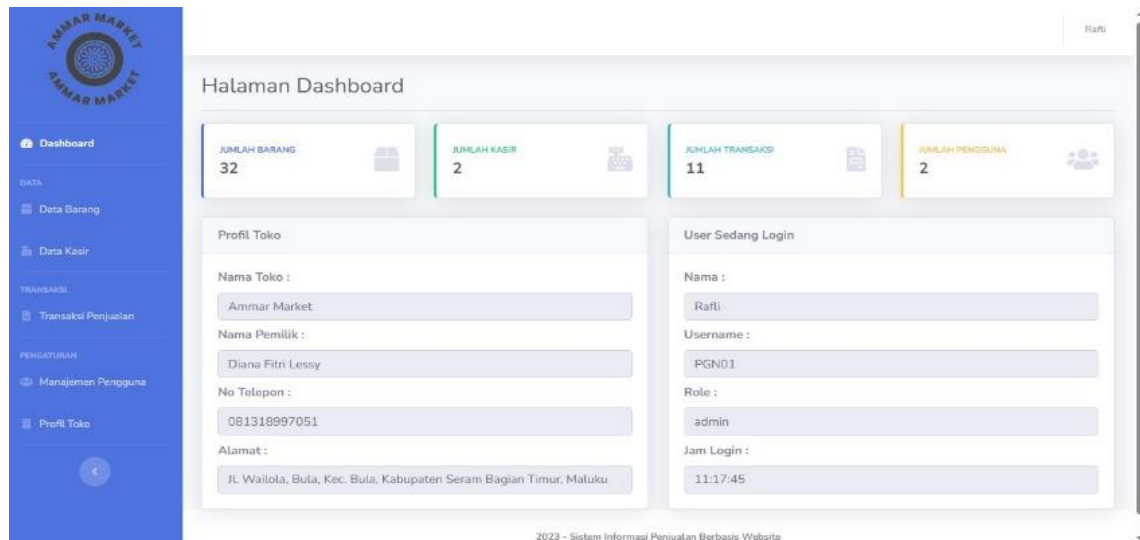 AMMAR MARKET
AMMAR MARKET
Rafli
Halaman Dashboard
Dashboard
JUMLAH BARANG
32
JUMLAH KASIR
2
JUMLAH TRANSAKSI
11
JUMLAH PENGGUNA
2
DATA
Data Barang
Data Kasir
TRANSAKSI
Transaksi Penjualan
PENGATURAN
Manajemen Pengguna
Profil Toko
Profil Toko
Nama Toko :
Ammar Market
Nama Pemilik :
Diana Fitri Lessy
No Telepon :
081318997051
Alamat :
JL Wailola, Bula, Kec. Bula, Kabupaten Seram Bagian Timur, Maluku
User Sedang Login
Nama :
Rafli
Username :
PGN01
Role :
admin
Jam Login :
11:17:45
2023 - Sistem Informasi Penjualan Berbasis Website